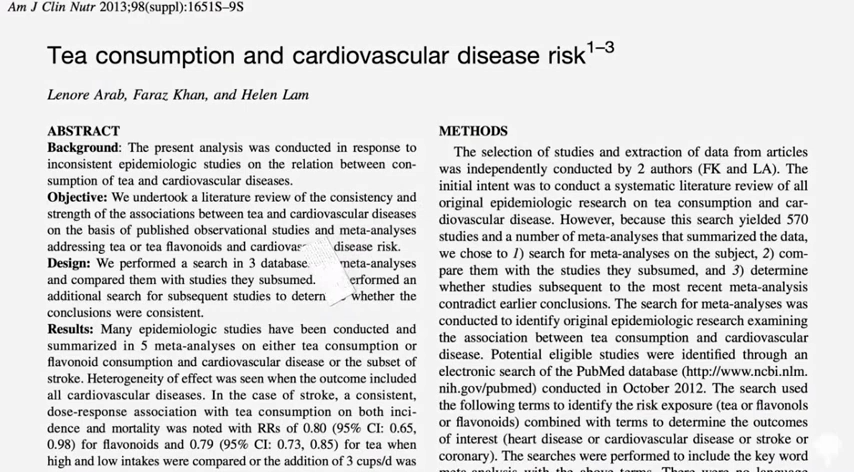 Am J Clin Nutr 2013;98(suppl):1651S–9S
Tea consumption and cardiovascular disease risk1–3
Lenore Arab, Faraz Khan, and Helen Lam
ABSTRACT
Background: The present analysis was conducted in response to
inconsistent epidemiologic studies on the relation between con-
sumption of tea and cardiovascular diseases.
Objective: We undertook a literature review of the consistency and
strength of the associations between tea and cardiovascular diseases
on the basis of published observational studies and meta-analyses
addressing tea or tea flavonoids and disease risk.
Design: We performed a search in 3 meta-analyses
and compared them with studies they subsumed. an
additional search for subsequent studies to whether the
conclusions were consistent.
Results: Many epidemiologic studies have been conducted and
summarized in 5 meta-analyses on either tea consumption or
flavonoid consumption and cardiovascular disease or the subset of
stroke. Heterogeneity of effect was seen when the outcome included
all cardiovascular diseases. In the case of stroke, a consistent,
dose-response association with tea consumption on both inci-
dence and mortality was noted with RRs of 0.80 (95% CI: 0.65,
0.98) for flavonoids and 0.79 (95% CI: 0.73, 0.85) for tea when
high and low intakes were compared or the addition of 3 cups/d was
METHODS
The selection of studies and extraction of data from articles
was independently conducted by 2 authors (FK and LA). The
initial intent was to conduct a systematic literature review of all
original epidemiologic research on tea consumption and car-
diovascular disease. However, because this search yielded 570
studies and a number of meta-analyses that summarized the data,
we chose to 1) search for meta-analyses on the subject, 2) com-
pare them with the studies they subsumed, and 3) determine
whether studies subsequent to the most recent meta-analysis
contradict earlier conclusions. The search for meta-analyses was
conducted to identify original epidemiologic research examining
the association between tea consumption and cardiovascular
disease. Potential eligible studies were identified through an
electronic search of the PubMed database (http://www.ncbi.nlm.
nih.gov/pubmed) conducted in October 2012. The search used
the following terms to identify the risk exposure (tea or flavonols
or flavonoids) combined with terms to determine the outcomes
of interest (heart disease or cardiovascular disease or stroke or
coronary). The searches were performed to include the key word